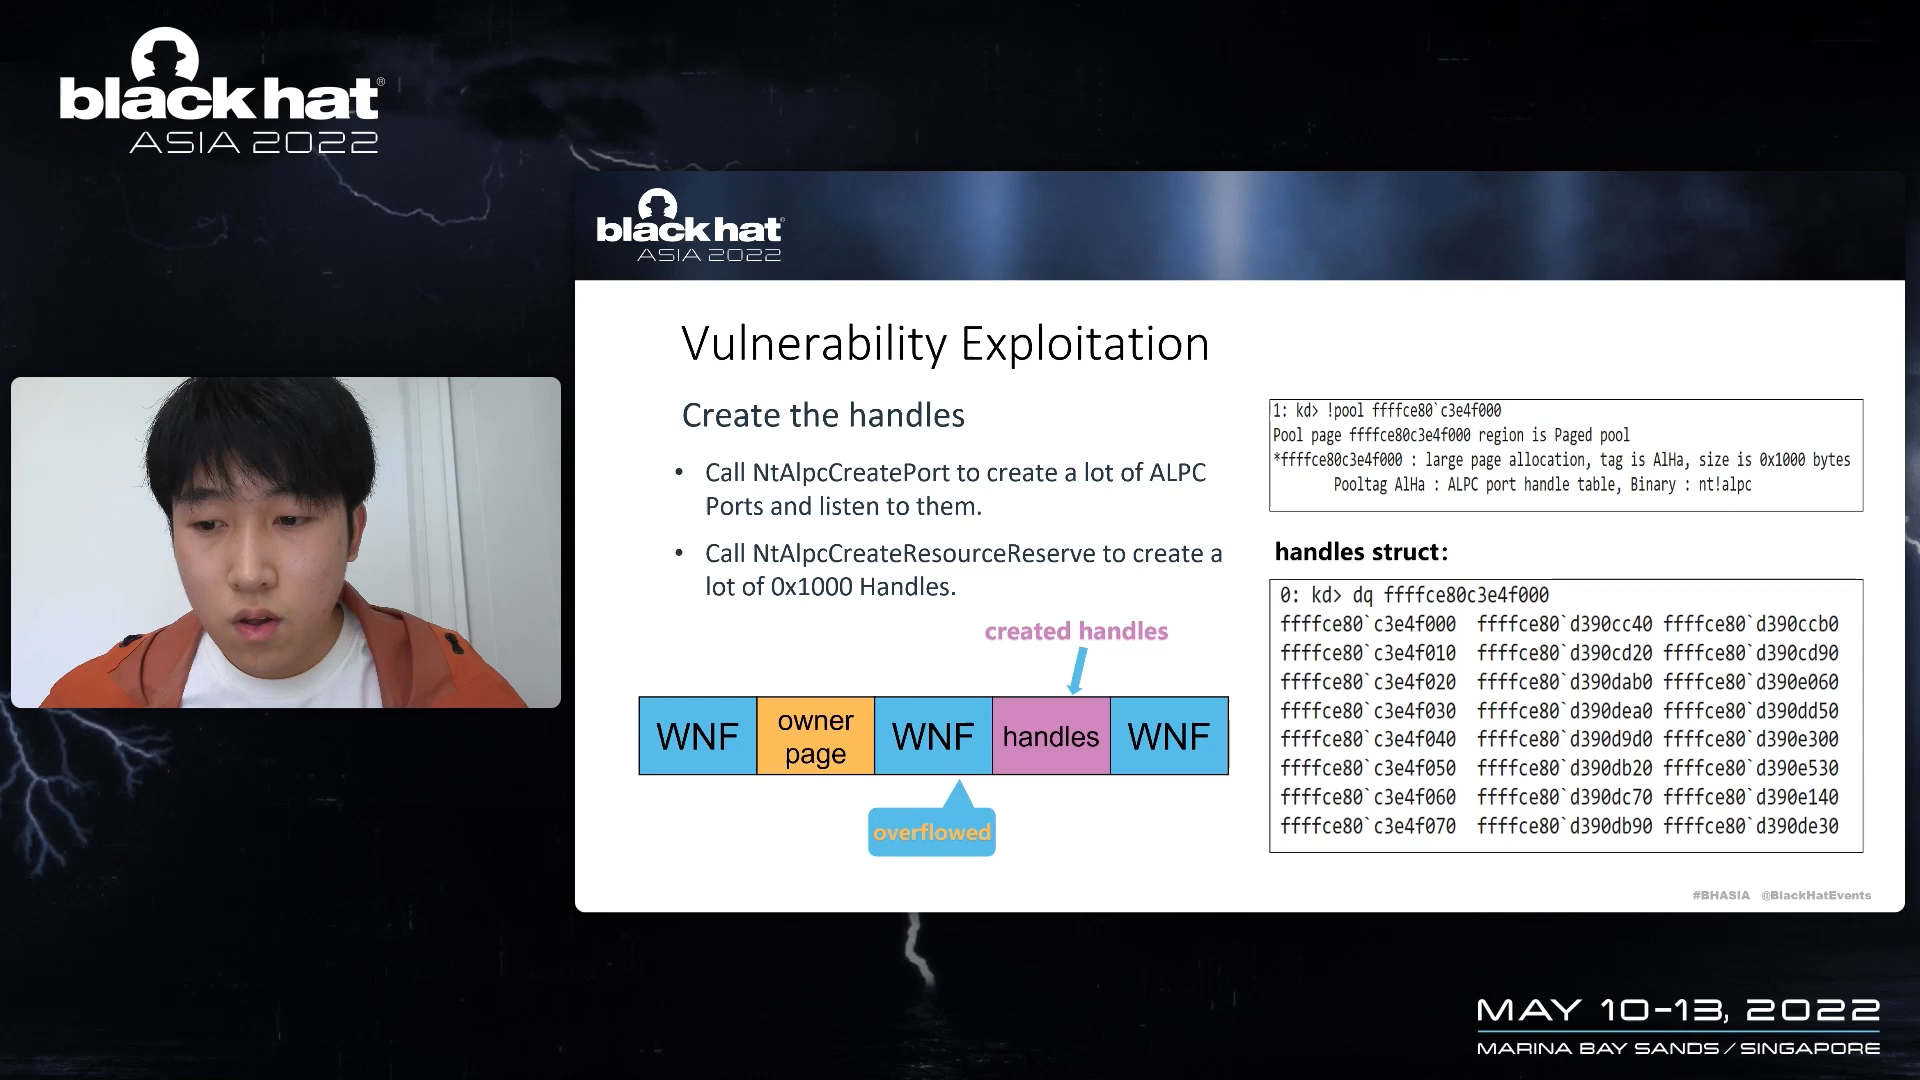 black hat®
ASIA 2022
black hat®
ASIA 2022
Vulnerability Exploitation
Create the handles
• Call NtAlpcCreatePort to create a lot of ALPC
Ports and listen to them.
• Call NtAlpcCreateResourceReserve to create a
lot of 0x1000 Handles.
created handles
WNF
owner
page
WNF
handles
WNF
overflowed
1: kd> !pool ffffce80`c3e4f000
Pool page ffffce80c3e4f000 region is Paged pool
*ffffce80c3e4f000 : large page allocation, tag is AlHa, size is 0x1000 bytes
Pooltag AlHa : ALPC port handle table, Binary : nt!alpc
handles struct:
0: kd> dq ffffce80c3e4f000
ffffce80`c3e4f000 ffffce80`d390cc40 ffffce80`d390ccb0
ffffce80`c3e4f010 ffffce80`d390cd20 ffffce80`d390cd90
ffffce80`c3e4f020 ffffce80`d390dab0 ffffce80`d390e060
ffffce80`c3e4f030 ffffce80`d390dea0 ffffce80`d390dd50
ffffce80`c3e4f040 ffffce80`d390d9d0 ffffce80`d390e300
ffffce80`c3e4f050 ffffce80`d390db20 ffffce80`d390e530
ffffce80`c3e4f060 ffffce80`d390dc70 ffffce80`d390e140
ffffce80`c3e4f070 ffffce80`d390db90 ffffce80`d390de30
#BHASIA @BlackHatEvents
MAY 10-13, 2022
MARINA BAY SANDS / SINGAPORE